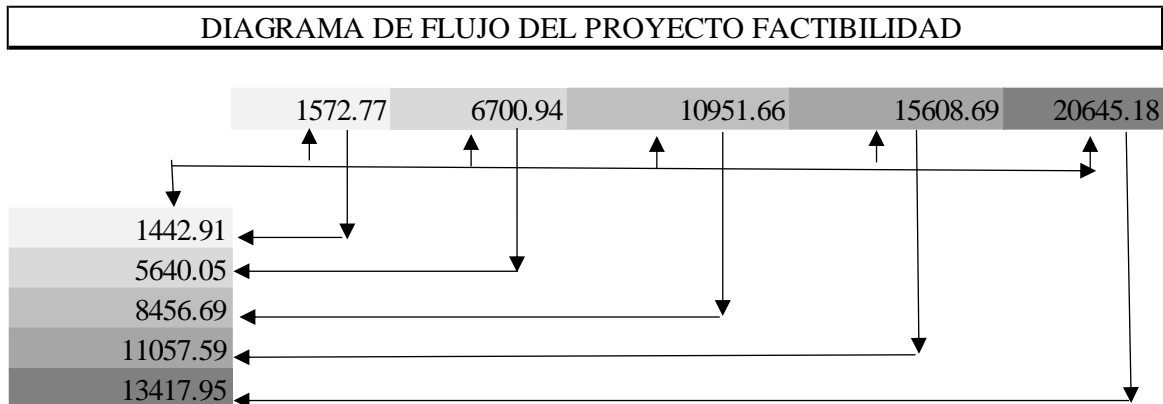 DIAGRAMA DE FLUJO DEL PROYECTO FACTIBILIDAD
1572.77 6700.94 10951.66 15608.69 20645.18
1442.91
5640.05
8456.69
11057.59
13417.95